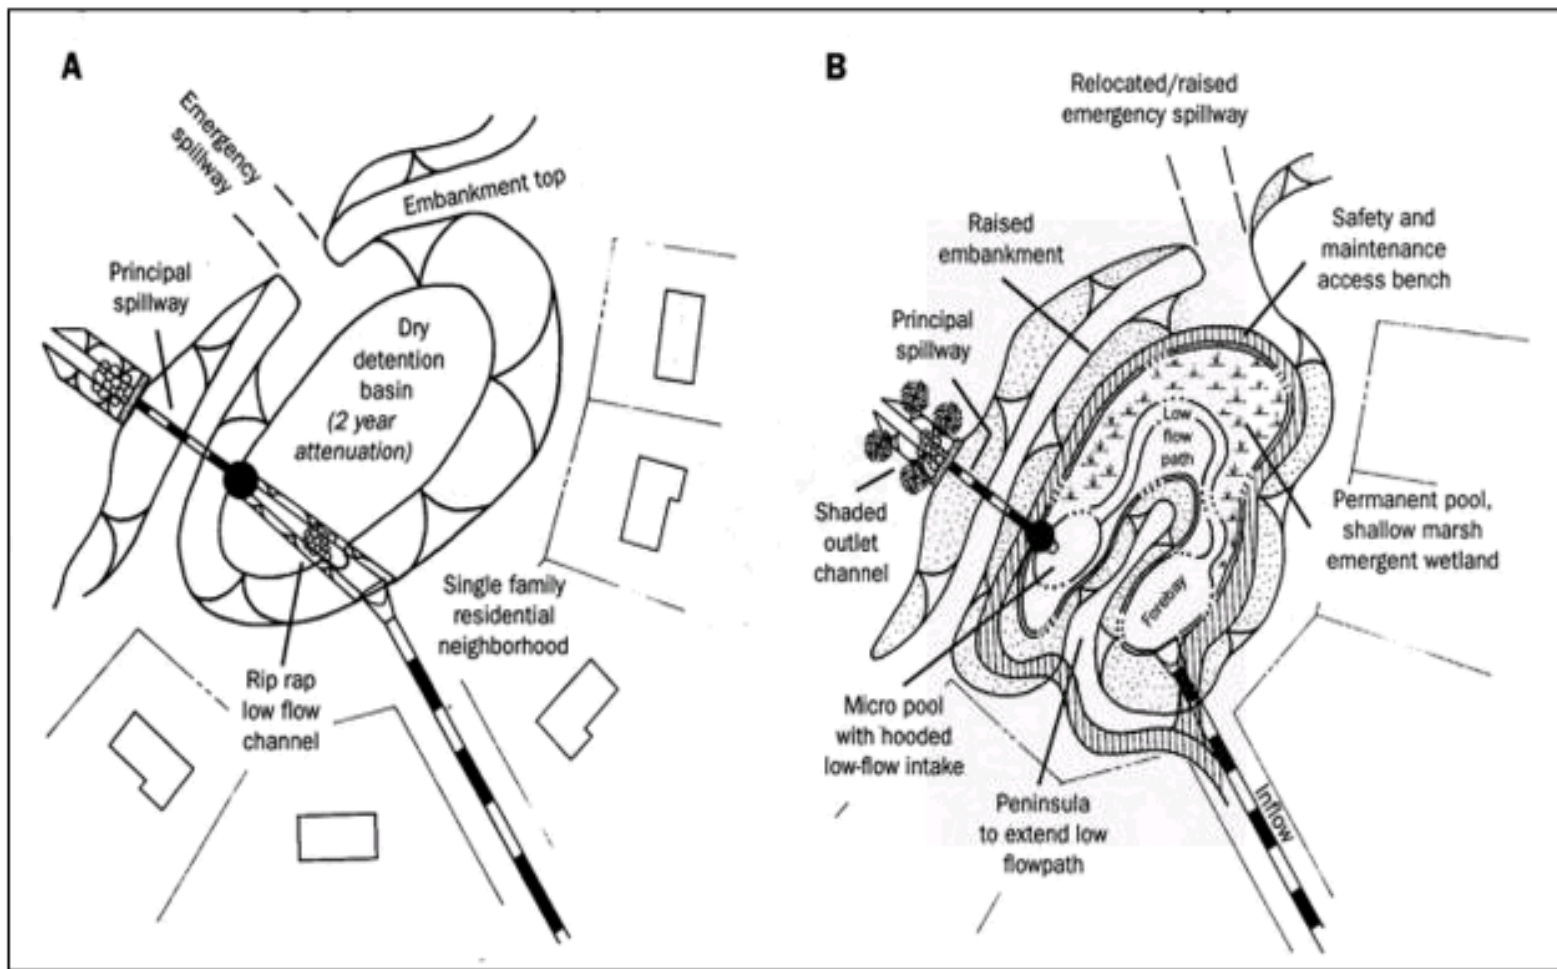 A
Emergency
spillway
Embankment top
Principal
spillway
Dry
detention
basin
(2 year
attenuation)
Single family
residential
neighborhood
Rip rap
low flow
channel
B
Relocated/raised
emergency spillway
Raised
embankment
Safety and
maintenance
access bench
Principal
spillway
Low
flow
path
Shaded
outlet
channel
Permanent pool,
shallow marsh
emergent wetland
Forebay
Micro pool
with hooded
low-flow intake
Peninsula
to extend low
flowpath
Inflow